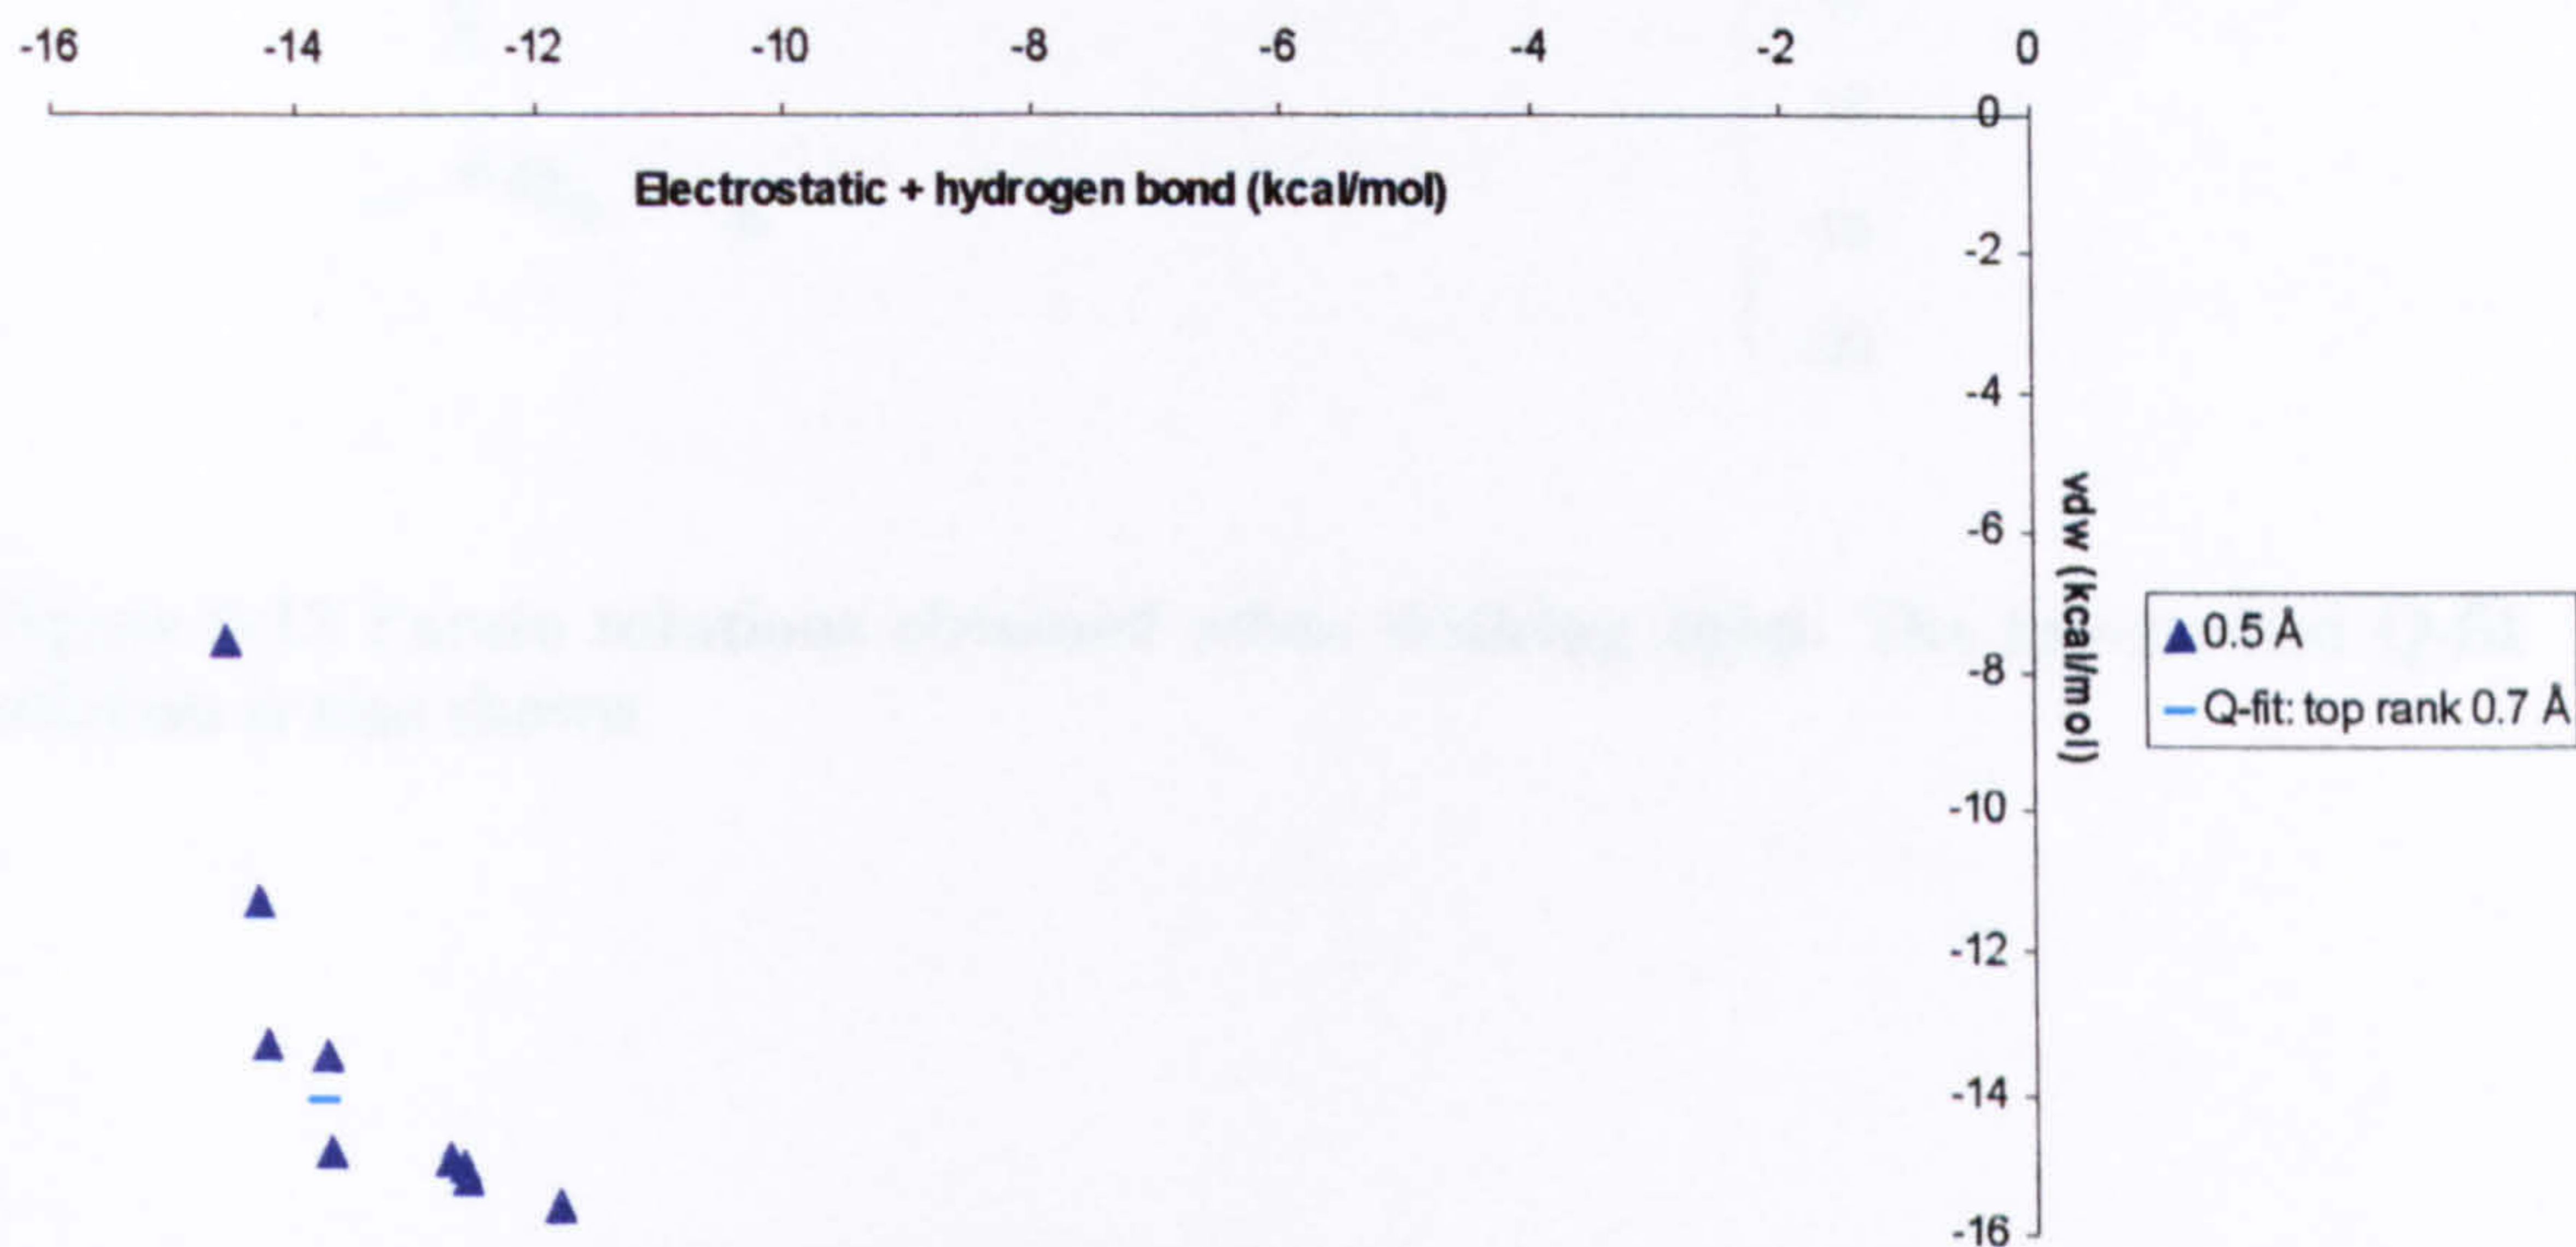 -16 -14 -12 -10 -8 -6 -4 -2 0
0
Electrostatic + hydrogen bond (kcal/mol)
-2
-4
-6
-8
-10
-12
-14
-16
vdw (kcal/mol)
0.5 Å
Q-fit: top rank 0.7 Å